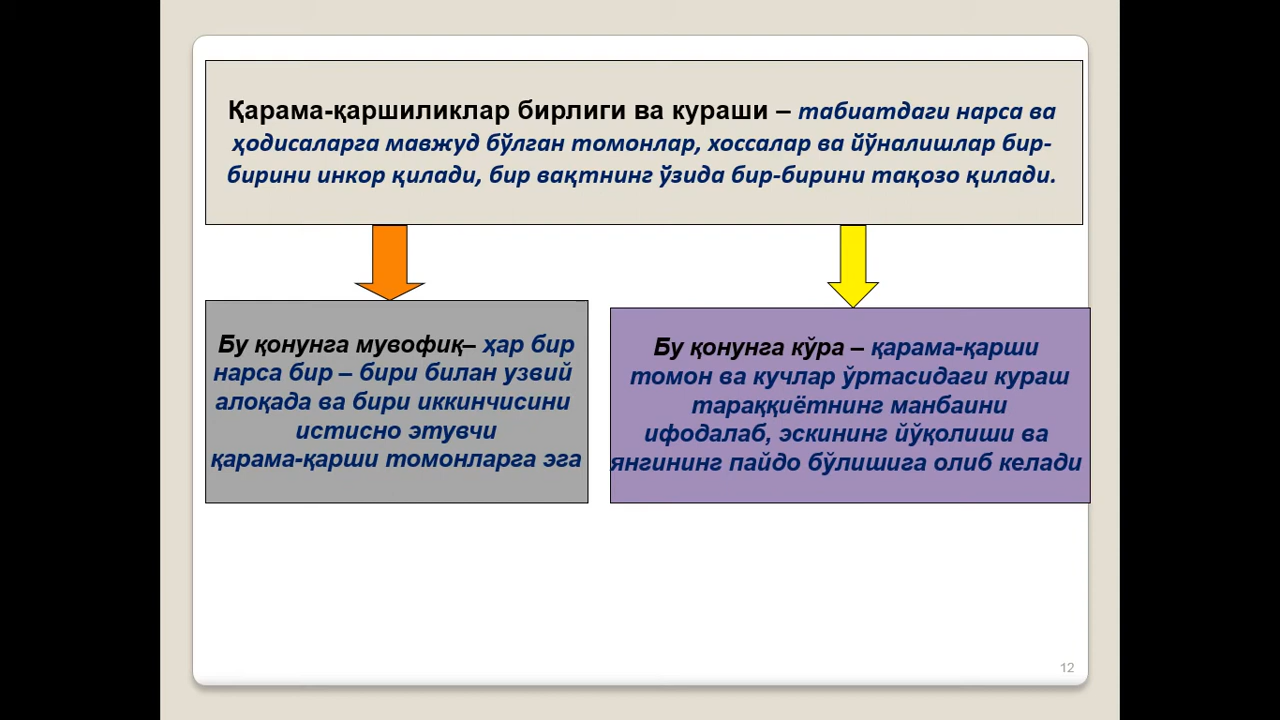 Қарама-қаршиликлар бирлиги ва кураши – табиатдаги нарса ва
ҳодисаларга мавжуд бўлган томонлар, хоссалар ва йўналишлар бир-
бирини инкор қилади, бир вақтнинг ўзида бир-бирини тақозо қилади.
Бу қонунга мувофиқ– ҳар бир
нарса бир – бири билан узвий
алоқада ва бири иккинчисини
истисно этувчи
қарама-қарши томонларга эга
Бу қонунга кўра – қарама-қарши
томон ва кучлар ўртасидаги кураш
тараққиётнинг манбаини
ифодалаб, эскининг йўқолиши ва
янгининг пайдо бўлишига олиб келади
12